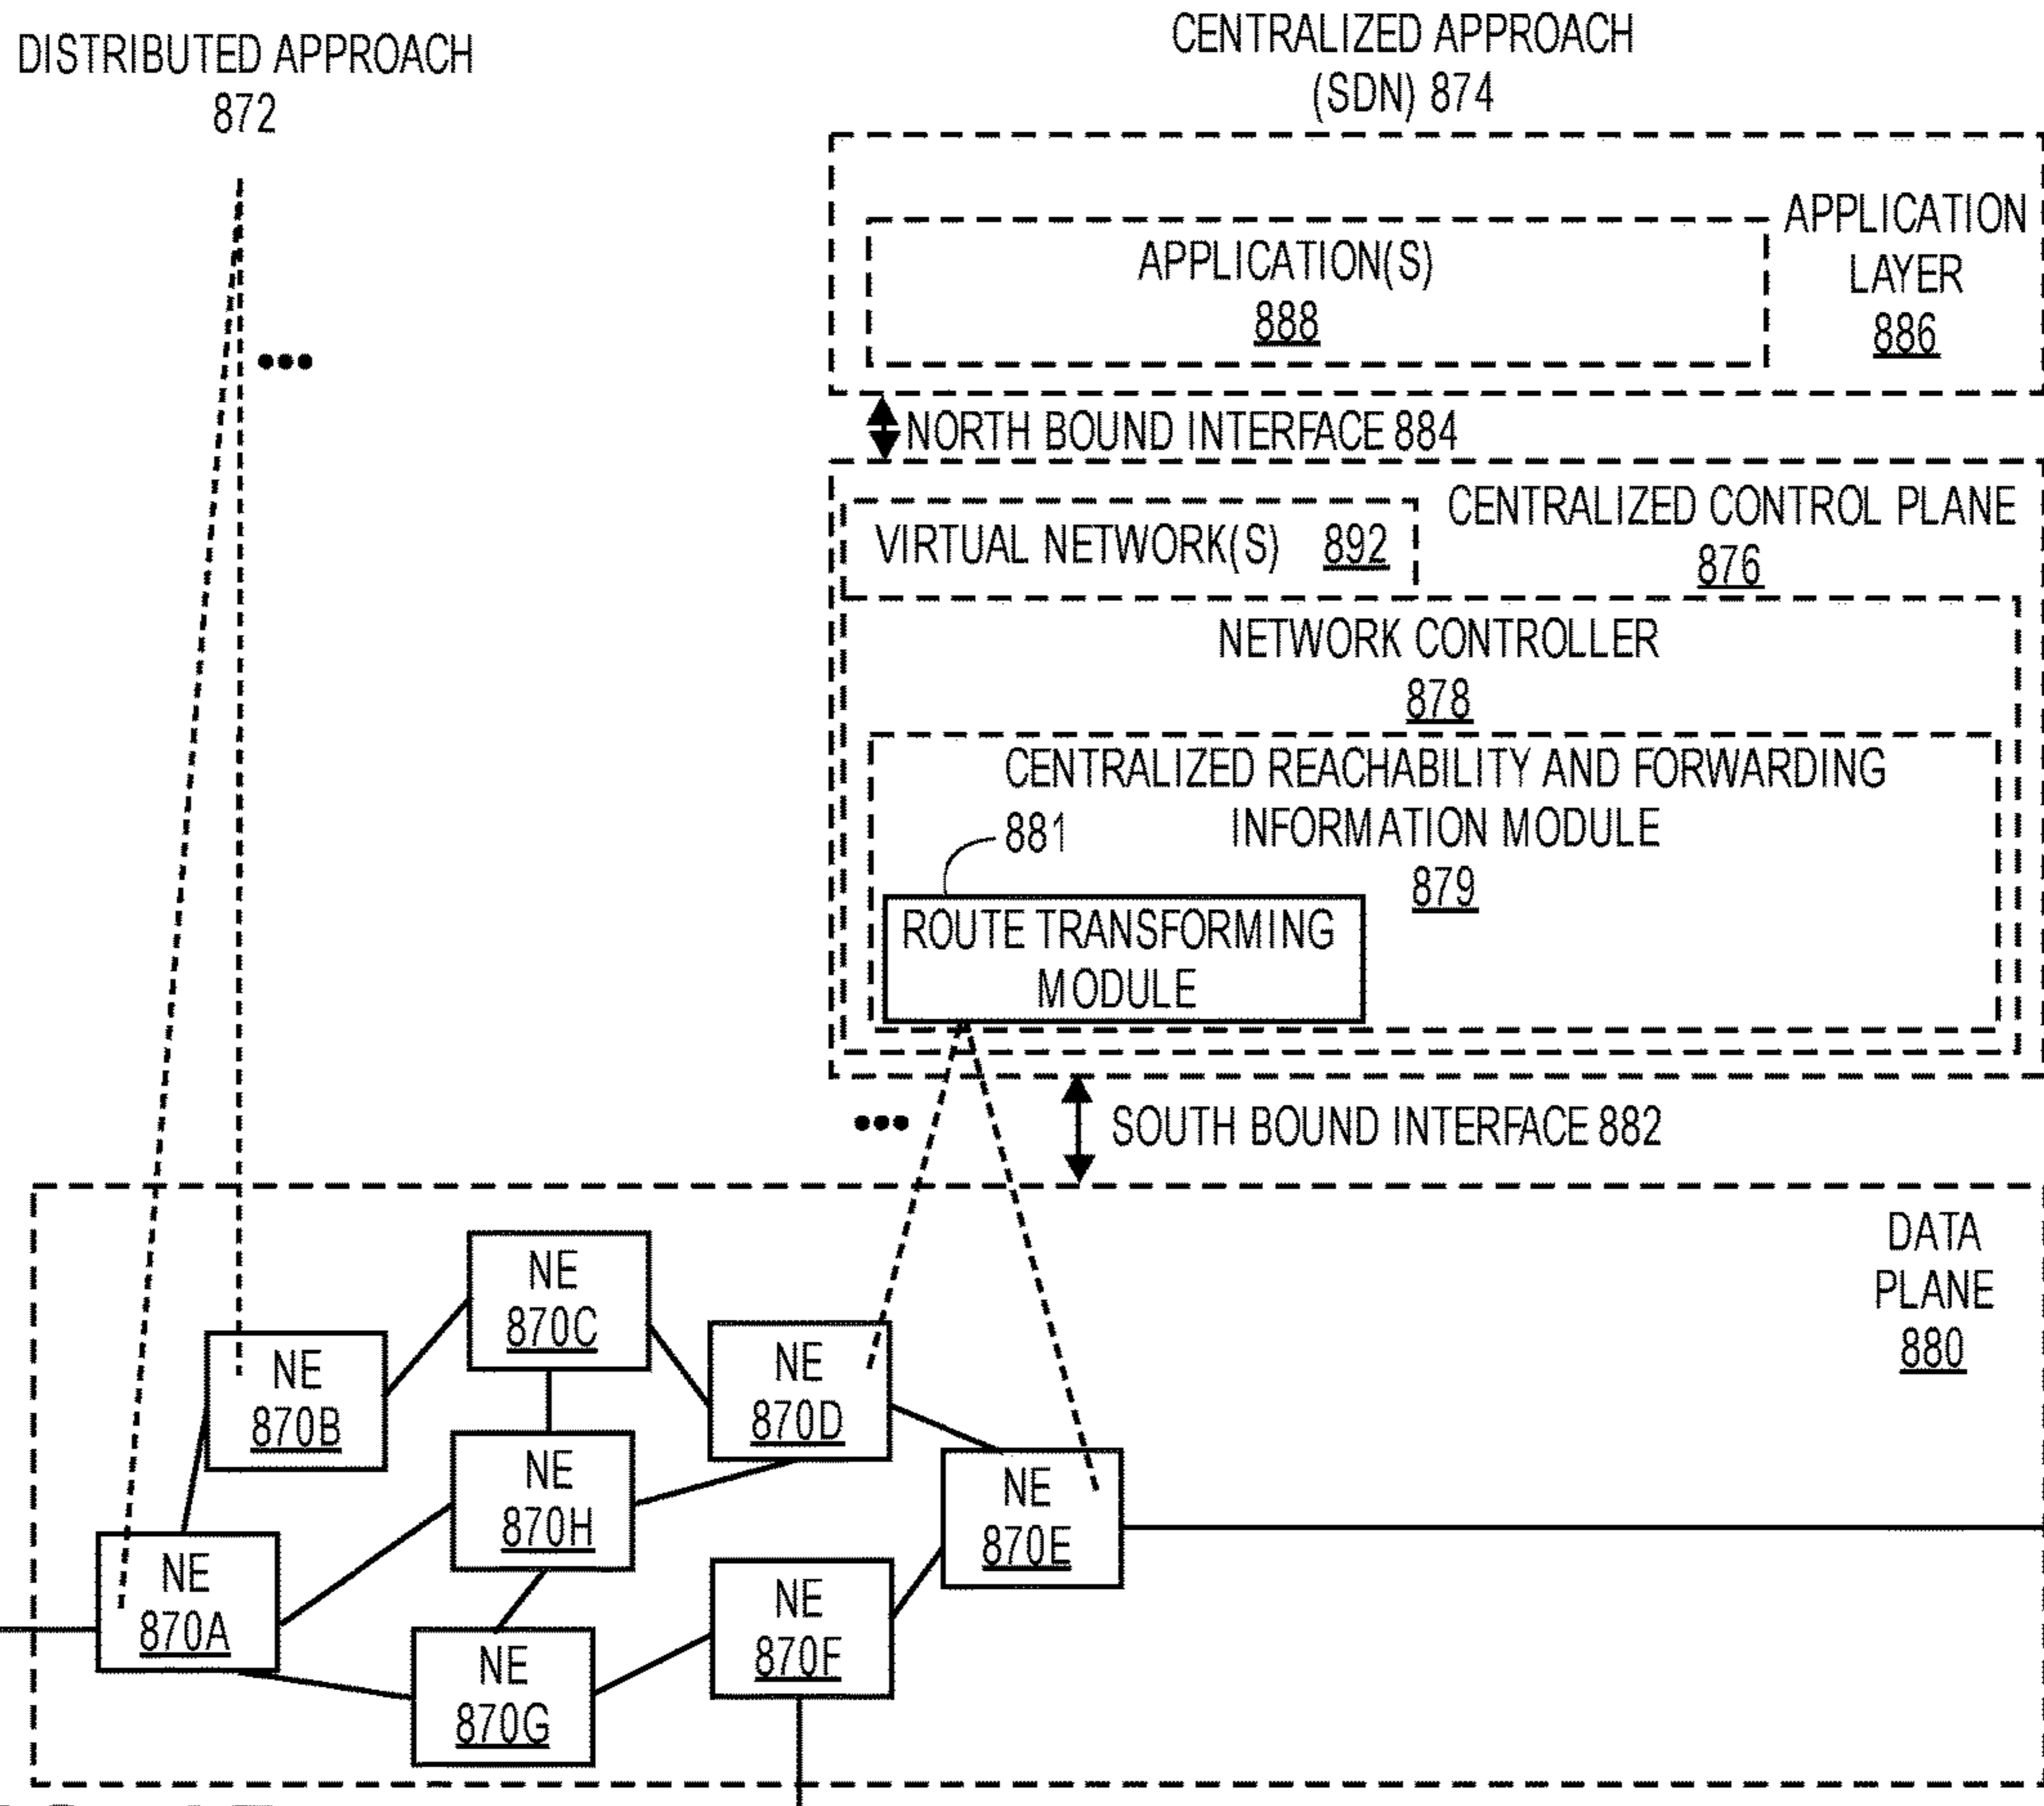 DISTRIBUTED APPROACH
872
CENTRALIZED APPROACH
(SDN) 874
APPLICATION(S)
888
APPLICATION
LAYER
886
NORTH BOUND INTERFACE 884
VIRTUAL NETWORK(S) 892
CENTRALIZED CONTROL PLANE
876
NETWORK CONTROLLER
878
CENTRALIZED REACHABILITY AND FORWARDING
INFORMATION MODULE
879
881
ROUTE TRANSFORMING
MODULE
SOUTH BOUND INTERFACE 882
DATA
PLANE
880
NE
870C
NE
870B
NE
870D
NE
870H
NE
870E
NE
870A
NE
870F
NE
870G